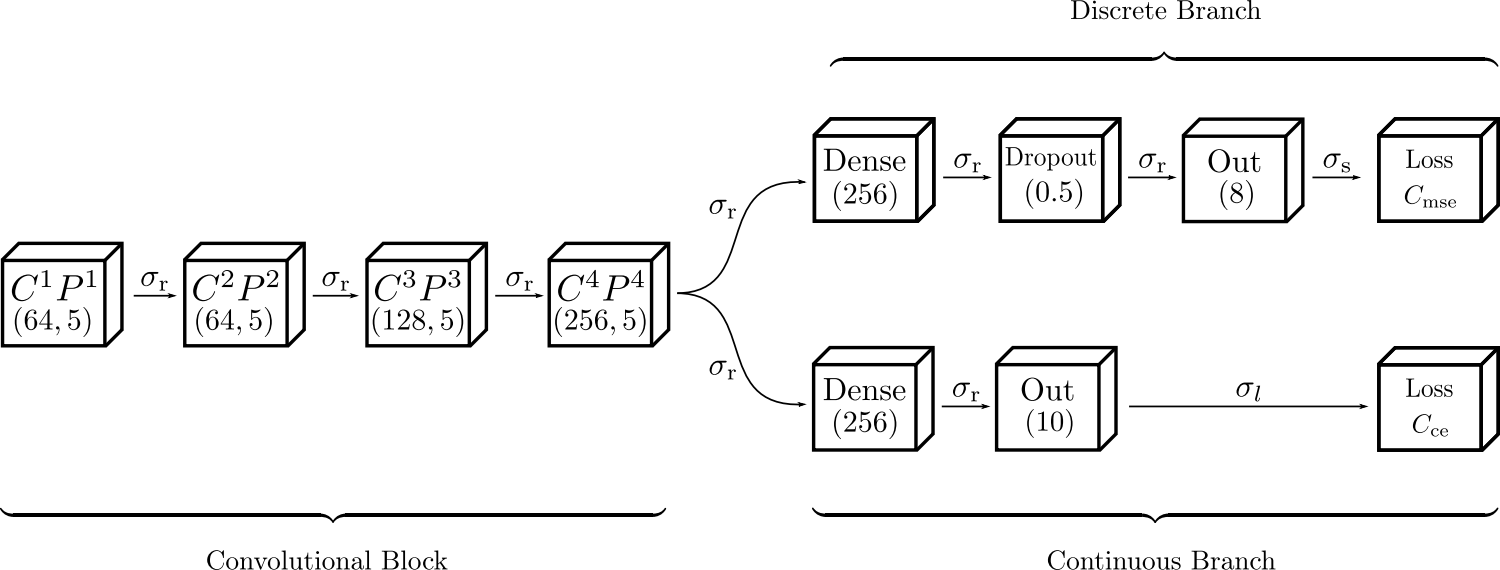 Discrete Branch
Dense
(256)
σr
Dropout
(0.5)
σr
Out
(8)
σs
Loss
Cmse
σr
C¹P¹
(64, 5)
σr
C²P²
(64, 5)
σr
C³P³
(128, 5)
σr
C⁴P⁴
(256, 5)
σr
Dense
(256)
σr
Out
(10)
σl
Loss
Cce
Convolutional Block
Continuous Branch